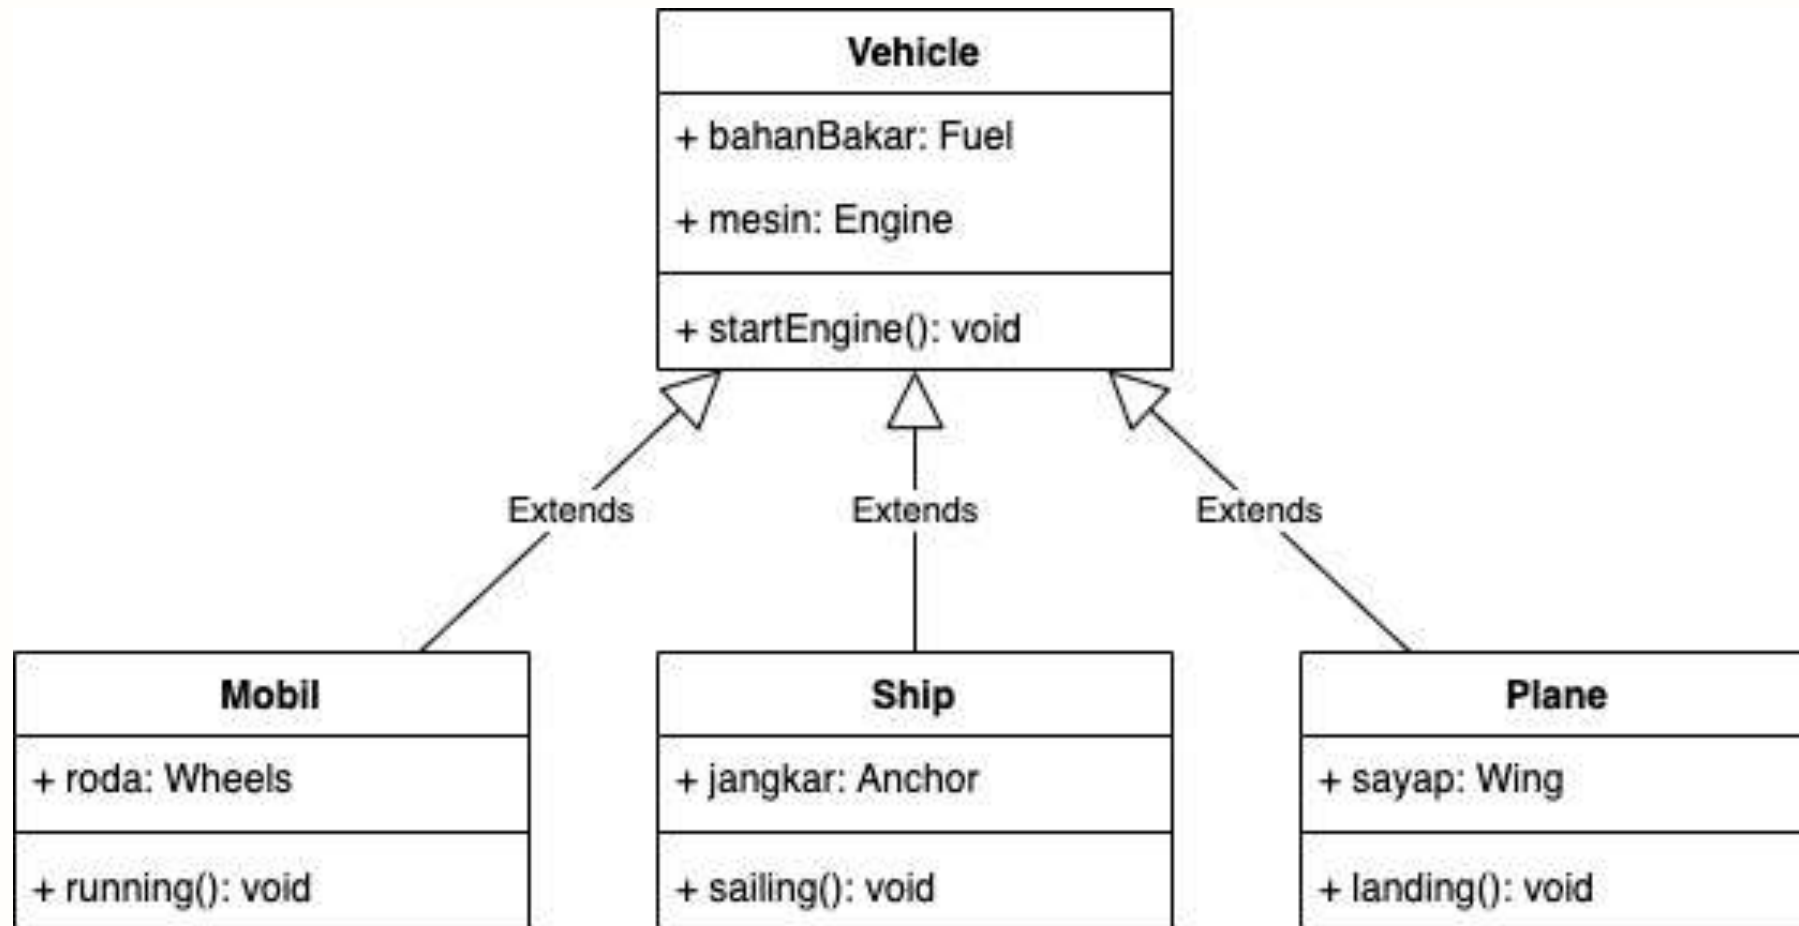 Vehicle
+ bahanBakar: Fuel
+ mesin: Engine
+ startEngine(): void
Extends
Extends
Extends
Mobil
+ roda: Wheels
+ running(): void
Ship
+ jangkar: Anchor
+ sailing(): void
Plane
+ sayap: Wing
+ landing(): void